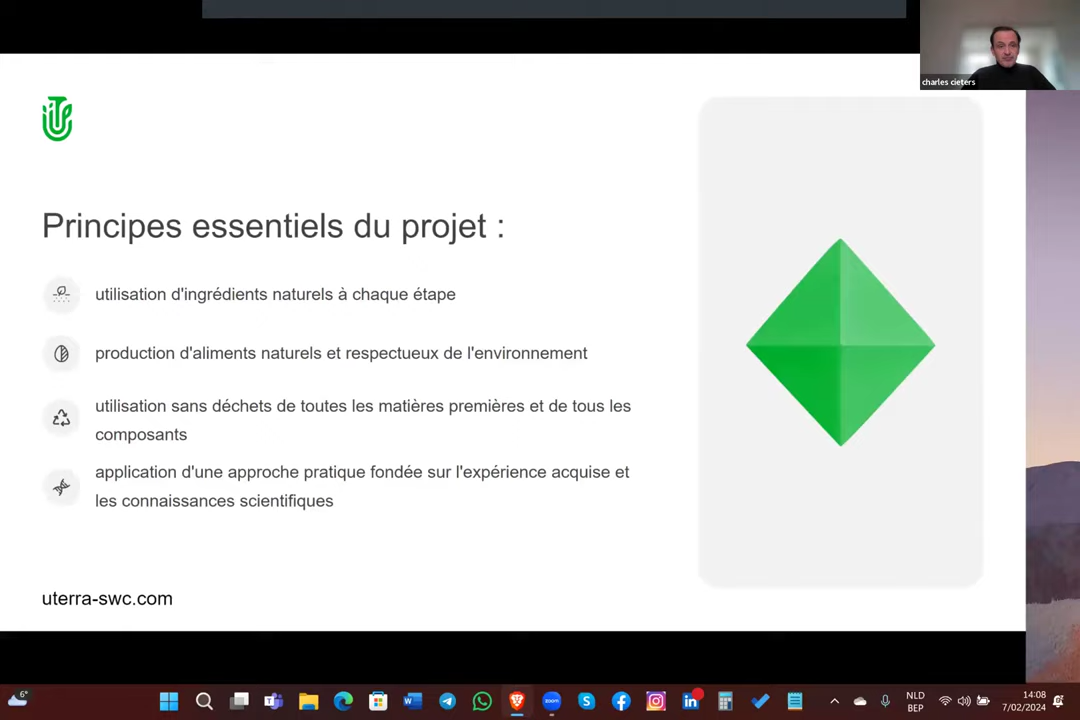 charles cieters
Principes essentiels du projet :
utilisation d'ingrédients naturels à chaque étape
production d'aliments naturels et respectueux de l'environnement
utilisation sans déchets de toutes les matières premières et de tous les
composants
application d'une approche pratique fondée sur l'expérience acquise et
les connaissances scientifiques
uterra-swc.com
6°
zoom
NLD
BEP
14:08
7/02/2024